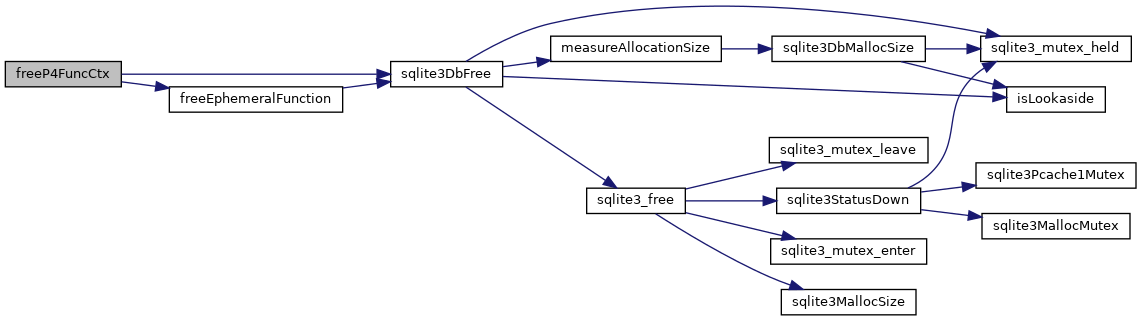 freeP4FuncCtx
freeEphemeralFunction
sqlite3DbFree
measureAllocationSize
sqlite3DbMallocSize
sqlite3_mutex_held
isLookaside
sqlite3_free
sqlite3_mutex_leave
sqlite3StatusDown
sqlite3_mutex_enter
sqlite3MallocSize
sqlite3Pcache1Mutex
sqlite3MallocMutex